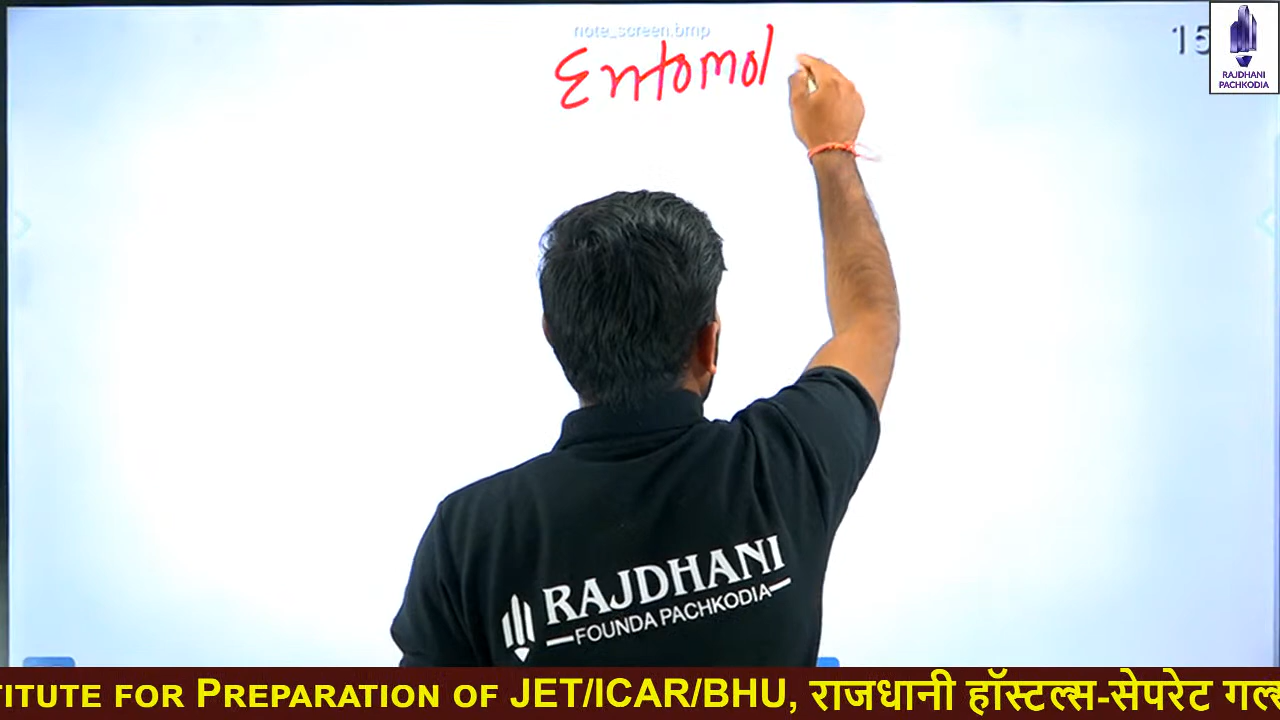 note_screen.bmp
Entomol
15
RAJDHANI
PACHKODIA
RAJDHANI
FOUNDA PACHKODIA
TITUTE FOR PREPARATION OF JET/ICAR/BHU, राजधानी हॉस्टल्स-सेपरेट गर्ल्स